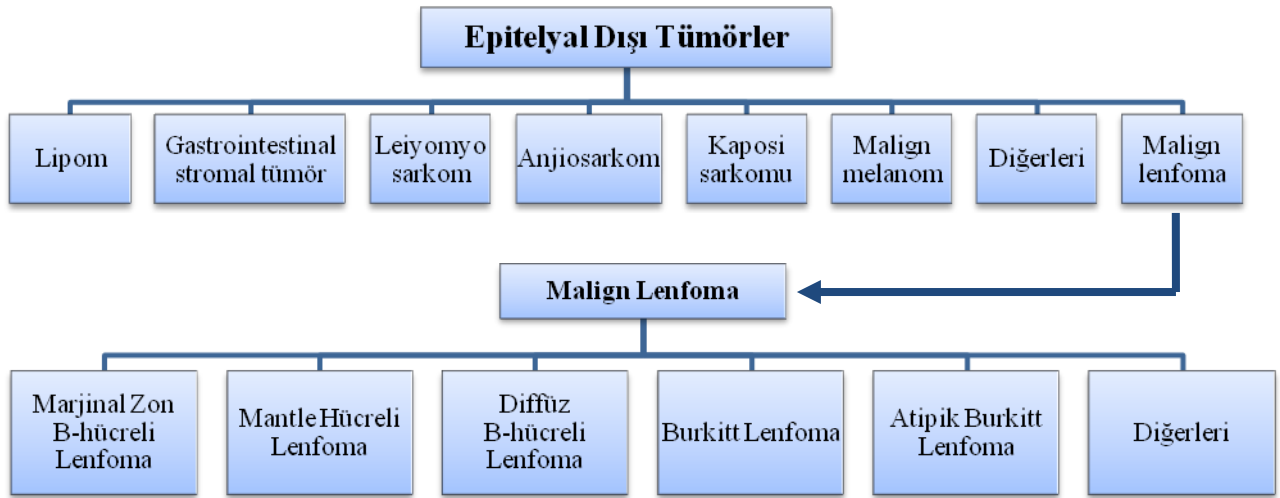 Epitelyal Dışı Tümörler
Lipom
Gastrointestinal
stromal tümör
Leiyomyo
sarkom
Anjiosarkom
Kaposi
sarkomu
Malign
melanom
Diğerleri
Malign
lenfoma
Malign Lenfoma
Marjinal Zon
B-hücreli
Lenfoma
Mantle Hücreli
Lenfoma
Diffüz
B-hücreli
Lenfoma
Burkitt Lenfoma
Atipik Burkitt
Lenfoma
Diğerleri